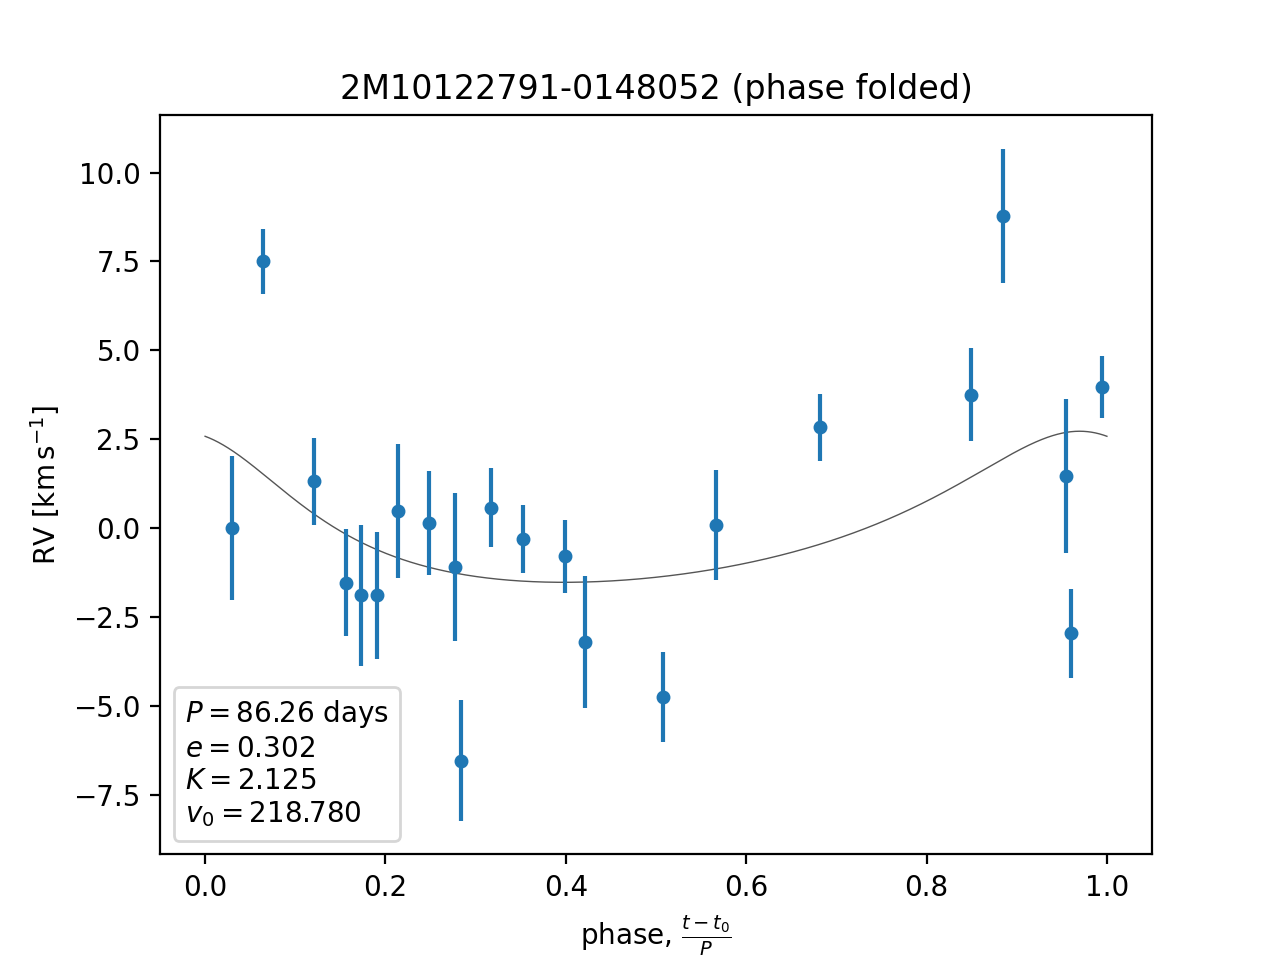 2M10122791-0148052 (phase folded)
RV [km s⁻¹]
10.0
7.5
5.0
2.5
0.0
−2.5
−5.0
−7.5
P = 86.26 days
e = 0.302
K = 2.125
v₀ = 218.780
0.0 0.2 0.4 0.6 0.8 1.0
phase, (t − t₀)/P